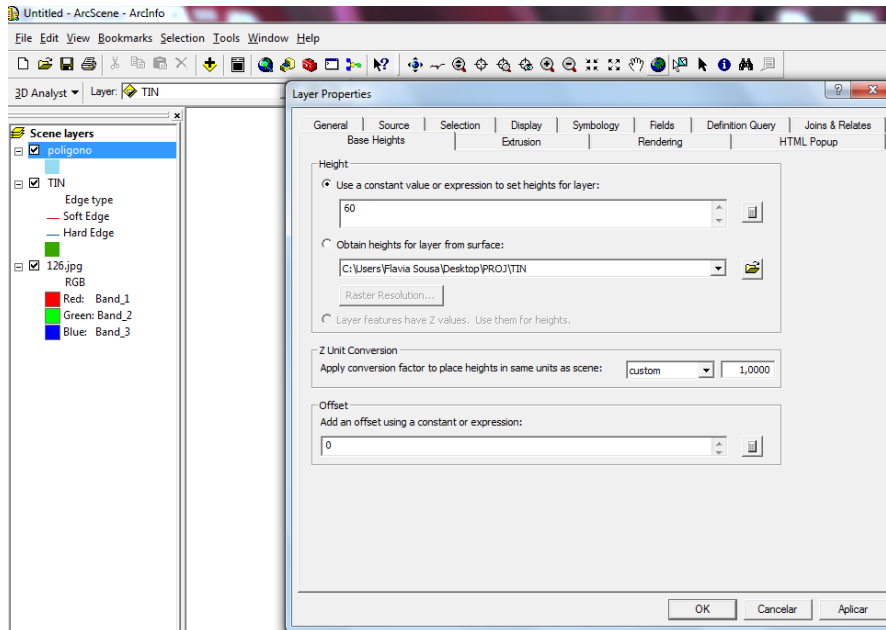 Untitled - ArcScene - ArcInfo
File Edit View Bookmarks Selection Tools Window Help
3D Analyst Layer: TIN
Scene layers
poligono
TIN
Edge type
Soft Edge
Hard Edge
126.jpg
RGB
Red: Band_1
Green: Band_2
Blue: Band_3
Layer Properties
General Source Selection Display Symbology Fields Definition Query Joins & Relates
Base Heights Extrusion Rendering HTML Popup
Height
Use a constant value or expression to set heights for layer:
60
Obtain heights for layer from surface:
C:\Users\Flavia Sousa\Desktop\PROJ\TIN
Raster Resolution...
Layer features have Z values. Use them for heights.
Z Unit Conversion
Apply conversion factor to place heights in same units as scene: custom 1,0000
Offset
Add an offset using a constant or expression:
0
OK Cancelar Aplicar